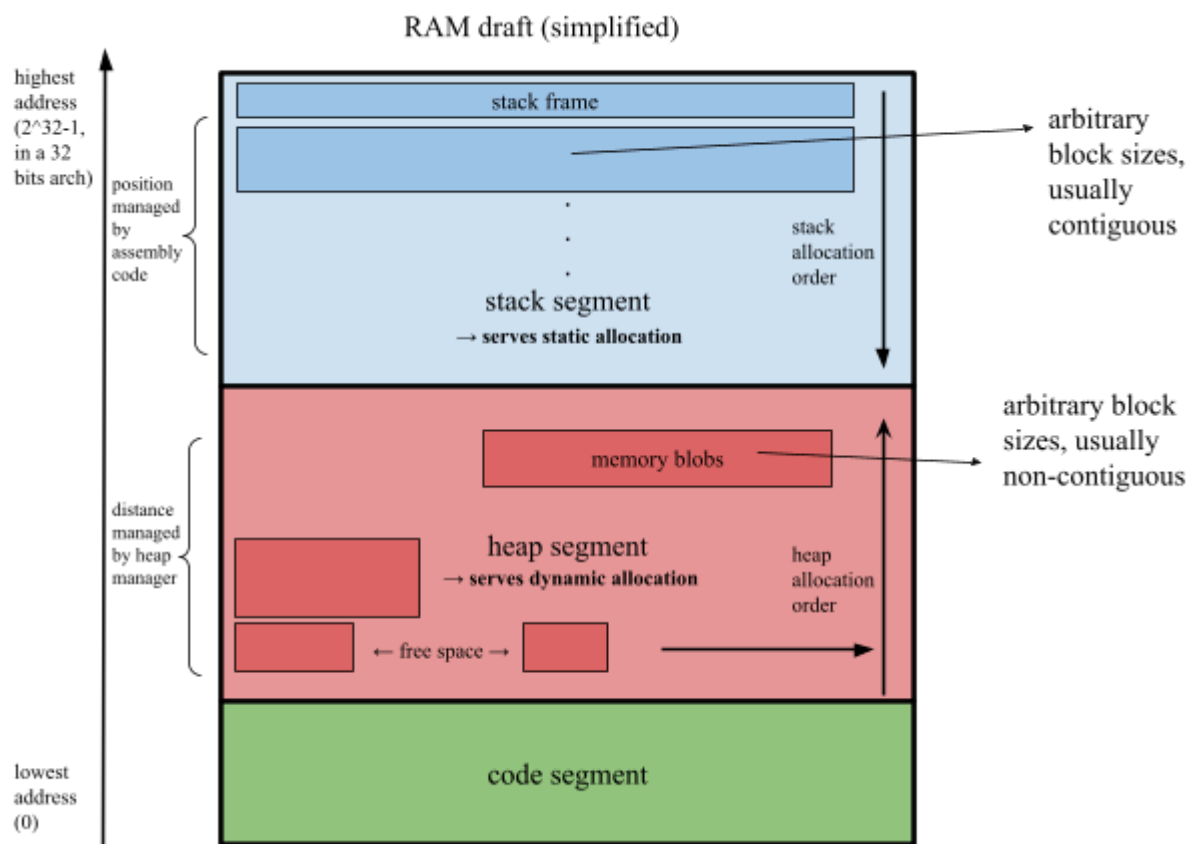 RAM draft (simplified)
highest
address
(2^32-1,
in a 32
bits arch)
stack frame
arbitrary
block sizes,
usually
contiguous
position
managed
by
assembly
code
.
.
.
stack
allocation
order
stack segment
→ serves static allocation
arbitrary block
sizes, usually
non-contiguous
memory blobs
distance
managed
by heap
manager
heap segment
→ serves dynamic allocation
heap
allocation
order
← free space →
code segment
lowest
address
(0)